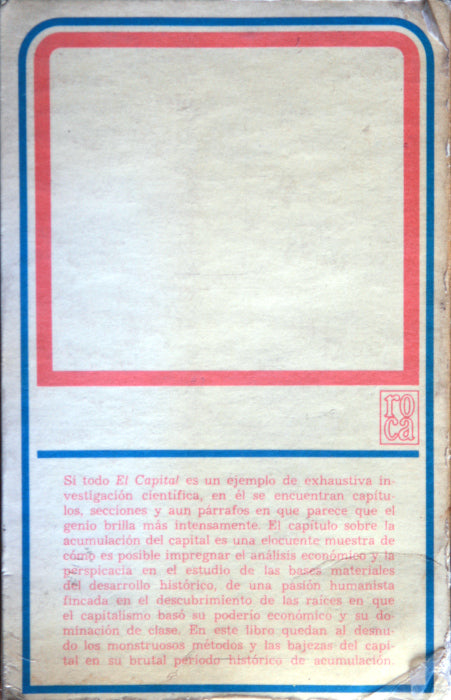 ro
ca
Si todo El Capital es un ejemplo de exhaustiva in-
vestigación científica, en él se encuentran capítu-
los, secciones y aun párrafos en que parece que el
genio brilla más intensamente. El capítulo sobre la
acumulación del capital es una elocuente muestra de
cómo es posible impregnar el análisis económico y la
perspicacia en el estudio de las bases materiales
del desarrollo histórico, de una pasión humanista
fincada en el descubrimiento de las raíces en que
el capitalismo basó su poderío económico y su do-
minación de clase. En este libro quedan al desnu-
do los monstruosos métodos y las bajezas del capi-
tal en su brutal período histórico de acumulación.